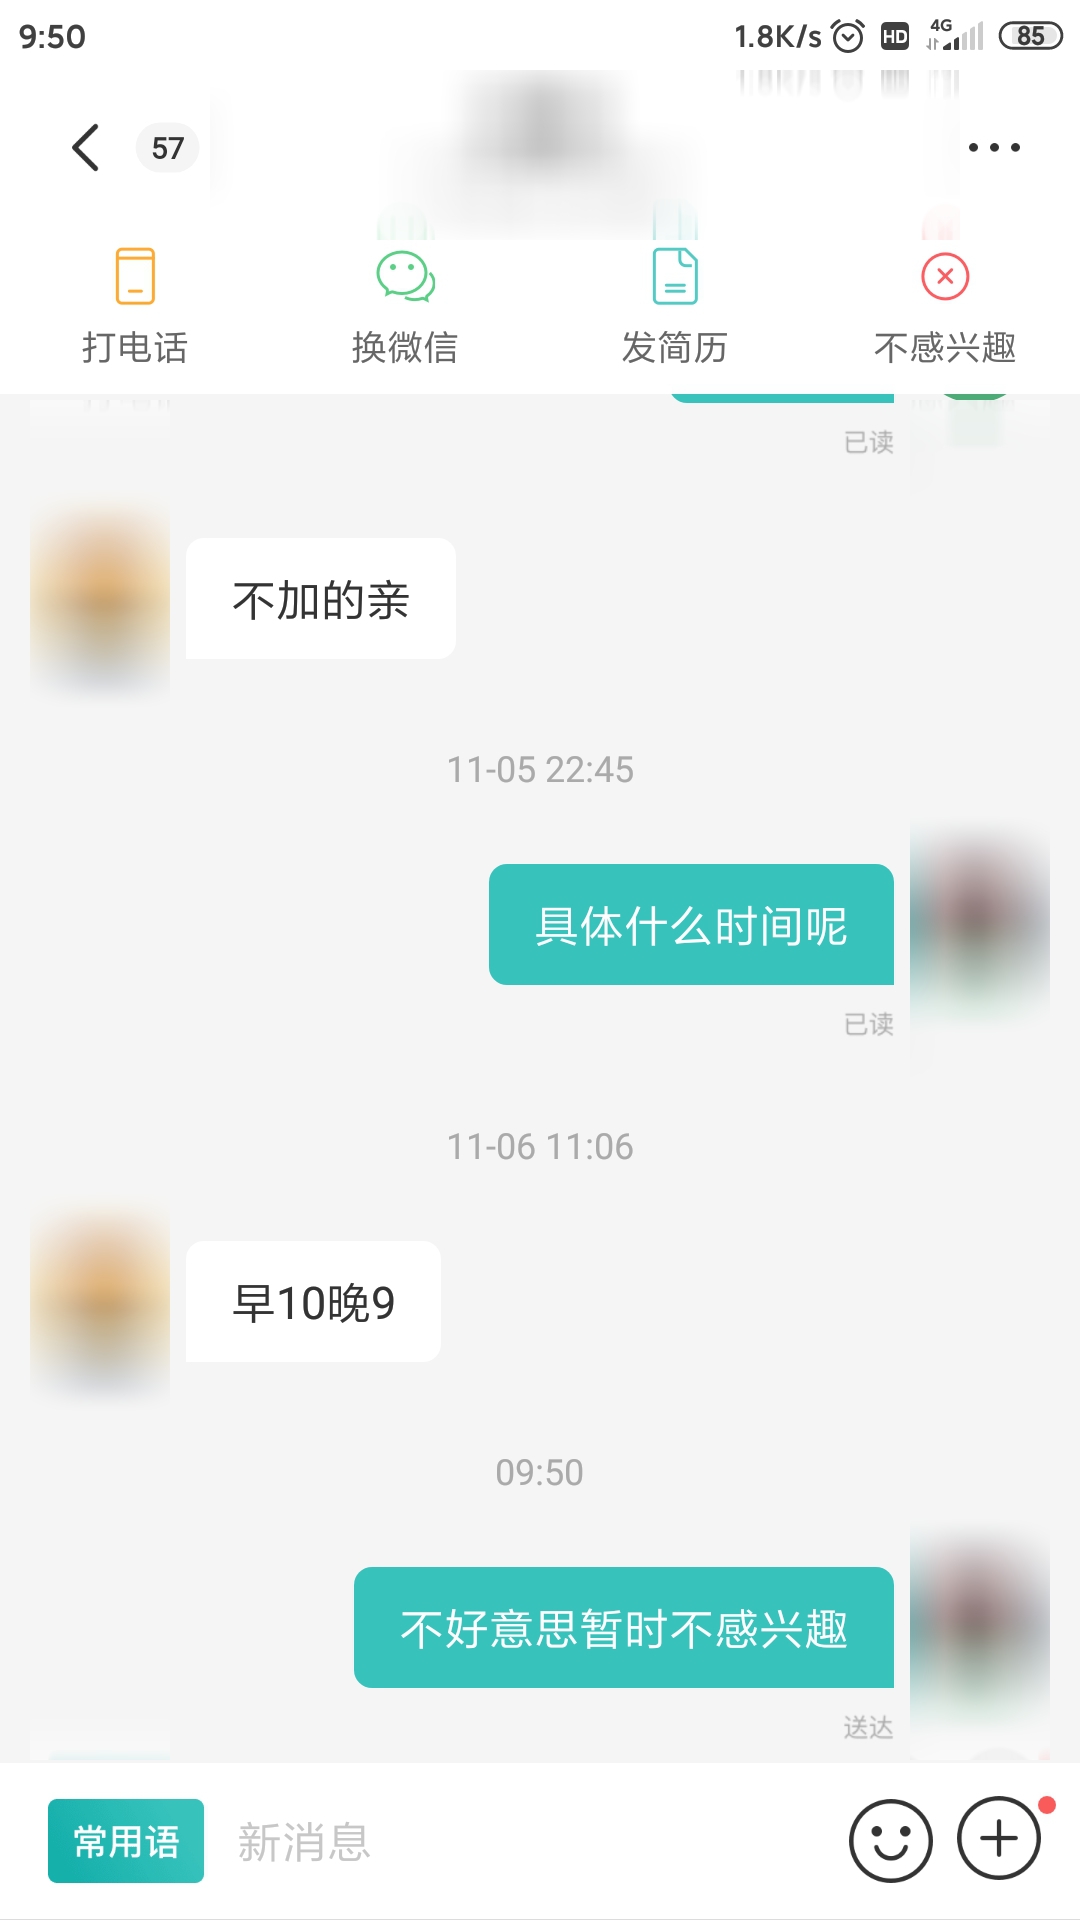 9:50 1.8K/s HD 4G 85
57
打电话 换微信 发简历 不感兴趣
已读
不加的亲
11-05 22:45
具体什么时间呢
已读
11-06 11:06
早10晚9
09:50
不好意思暂时不感兴趣
送达
常用语 新消息